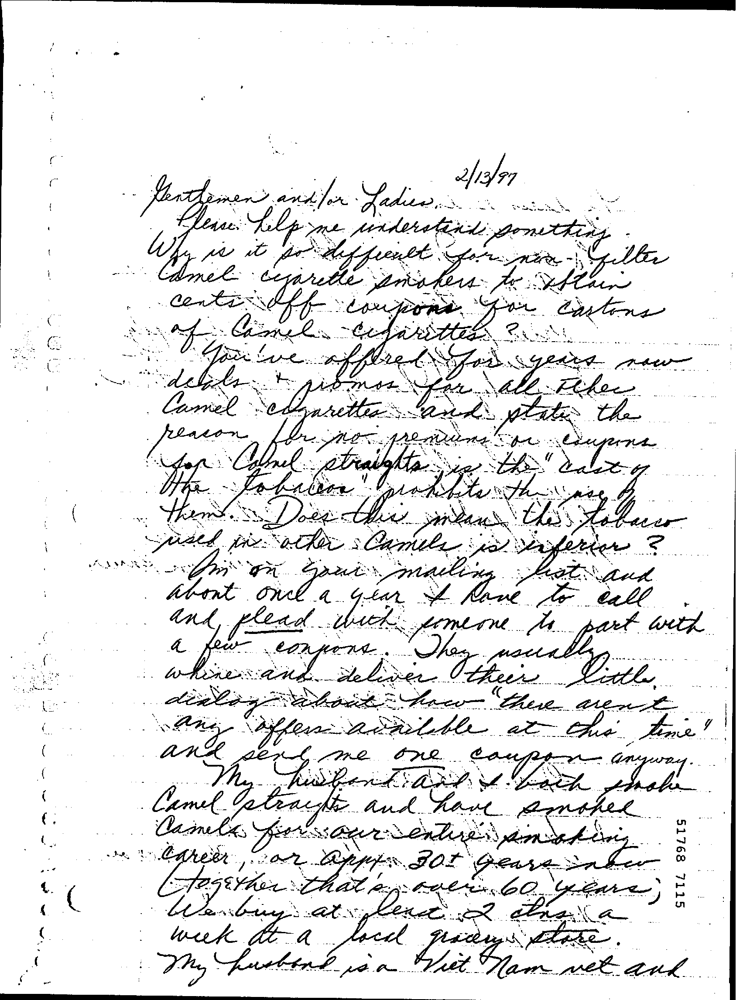 2/13/97
Gentlemen and/or Ladies,
Please help me understand something.
Why is it so difficult for non-filter
Camel cigarette smokers to obtain
cents off coupons for cartons
of Camel cigarettes?
You've offered for years now
deals + promos for all other
Camel cigarettes and state the
reason for no premiums or coupons
for Camel straights is the "cost of
the tobaccos" prohibits the use of
them. Does this mean the tobacco
used in other Camels is inferior?
I'm on your mailing list and
about once a year I have to call
and plead with someone to part with
a few coupons. They usually
whine and deliver their little
dialog about how "there aren't
any offers available at this time"
and send me one coupon anyway.
My husband and I both smoke
Camel straights and have smoked
Camels for our entire smoking
career, or appx. 30+ years now
(together that's over 60 years)
We buy at least 2 ctns a
week at a local grocery store.
My husband is a Viet Nam vet and
51768 7115